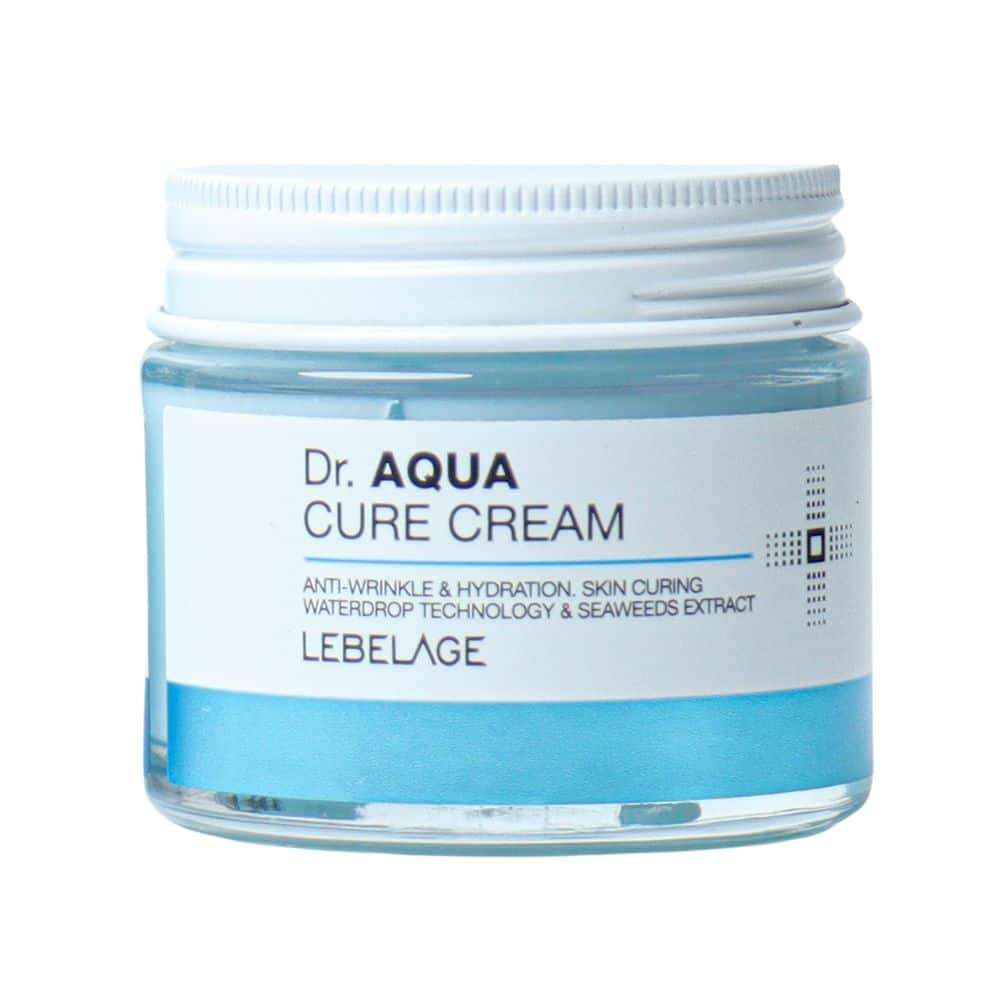 Dr. AQUA
CURE CREAM
ANTI-WRINKLE & HYDRATION. SKIN CURING
WATERDROP TECHNOLOGY & SEAWEEDS EXTRACT
LEBELAGE